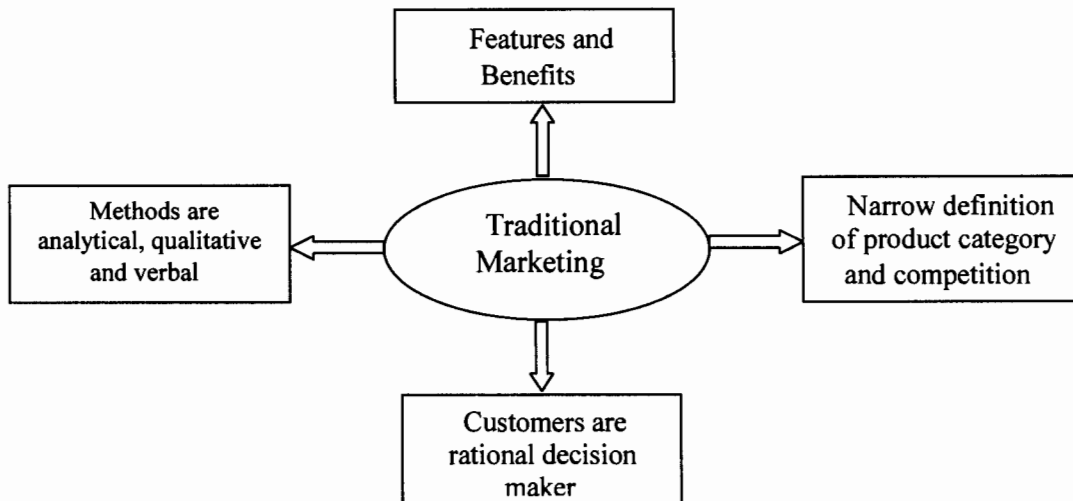 Features and
Benefits
Methods are
analytical, qualitative
and verbal
Traditional
Marketing
Narrow definition
of product category
and competition
Customers are
rational decision
maker